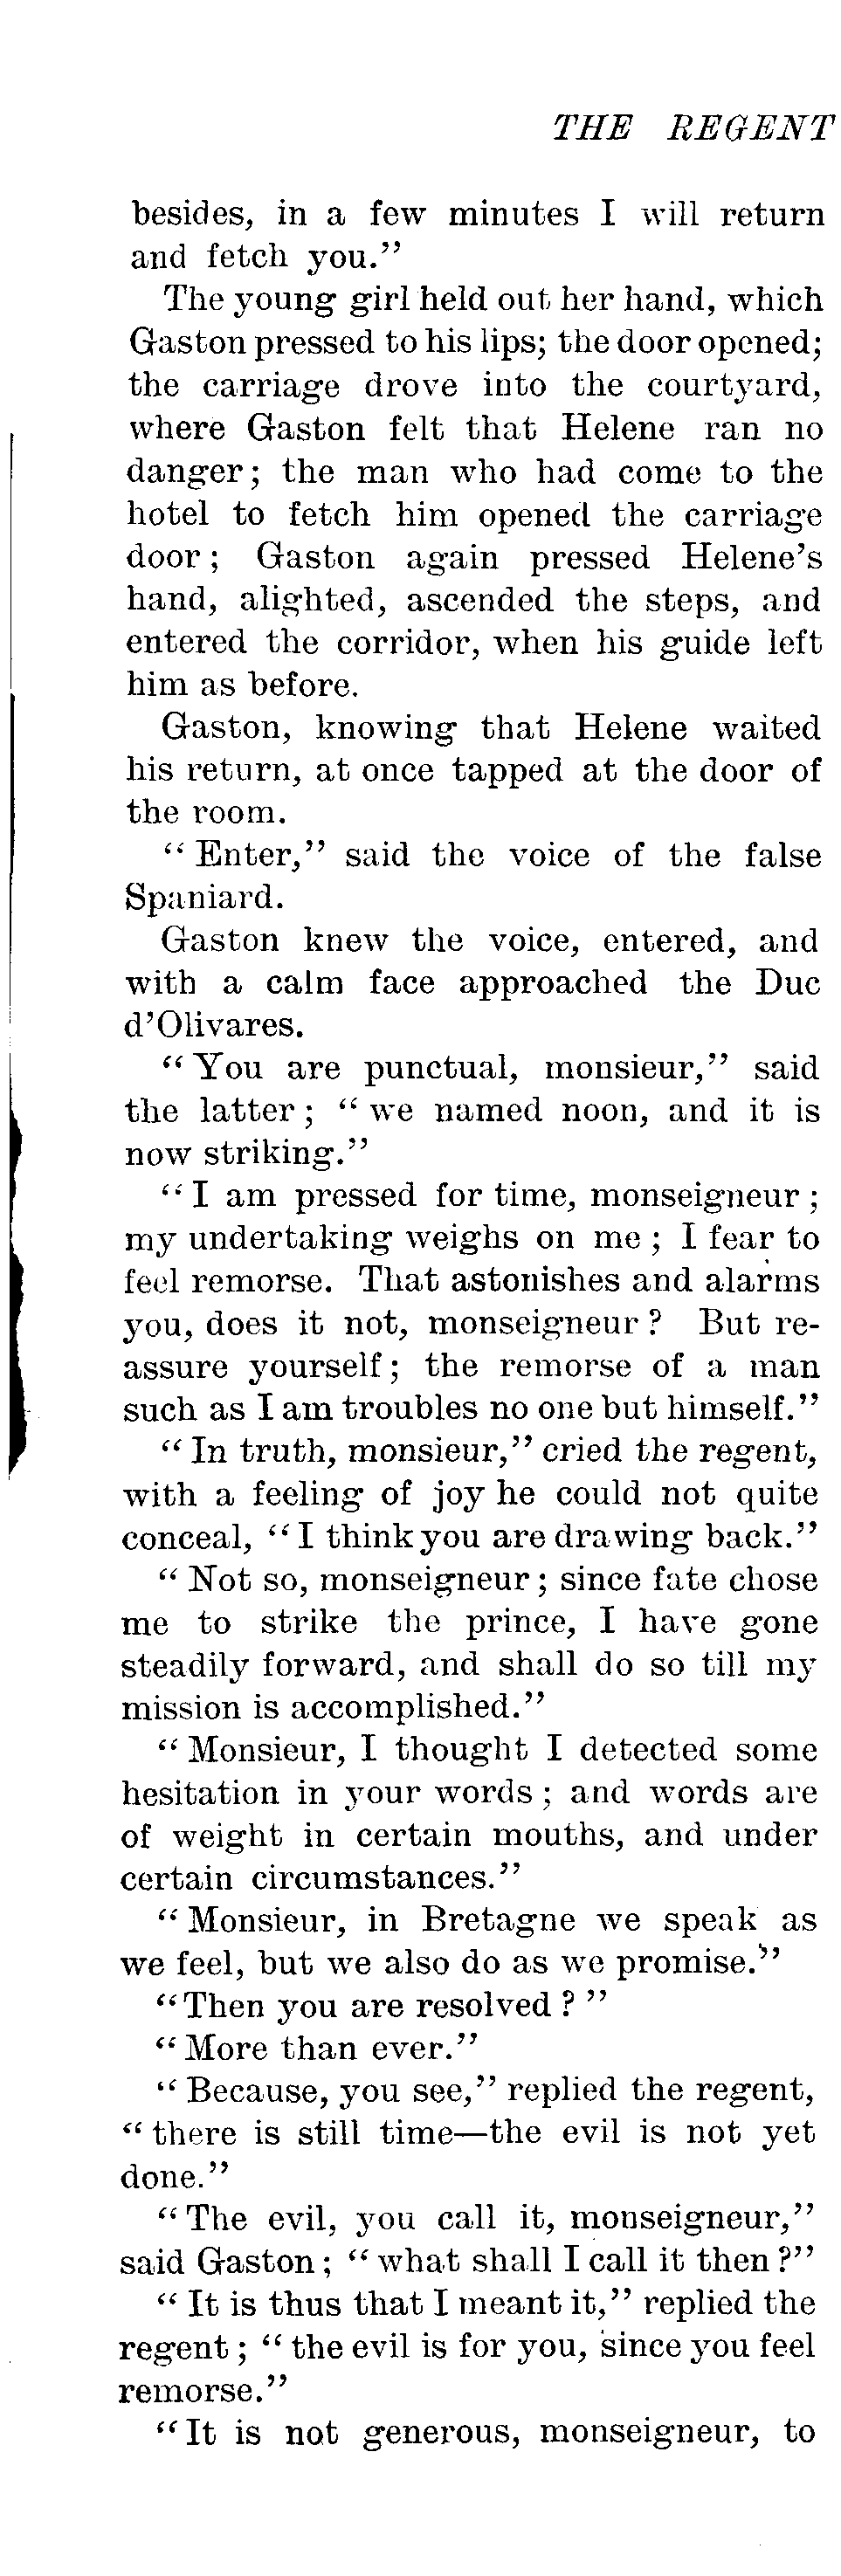 THE REGENT
besides, in a few minutes I will return
and fetch you.”
The young girl held out her hand, which
Gaston pressed to his lips; the door opened;
the carriage drove into the courtyard,
where Gaston felt that Helene ran no
danger; the man who had come to the
hotel to fetch him opened the carriage
door; Gaston again pressed Helene’s
hand, alighted, ascended the steps, and
entered the corridor, when his guide left
him as before.
Gaston, knowing that Helene waited
his return, at once tapped at the door of
the room.
“Enter,” said the voice of the false
Spaniard.
Gaston knew the voice, entered, and
with a calm face approached the Duc
d’Olivares.
“You are punctual, monsieur,” said
the latter; “we named noon, and it is
now striking.”
“I am pressed for time, monseigneur;
my undertaking weighs on me; I fear to
feel remorse. That astonishes and alarms
you, does it not, monseigneur? But re-
assure yourself; the remorse of a man
such as I am troubles no one but himself.”
“In truth, monsieur,” cried the regent,
with a feeling of joy he could not quite
conceal, “I think you are drawing back.”
“Not so, monseigneur; since fate chose
me to strike the prince, I have gone
steadily forward, and shall do so till my
mission is accomplished.”
“Monsieur, I thought I detected some
hesitation in your words; and words are
of weight in certain mouths, and under
certain circumstances.”
“Monsieur, in Bretagne we speak as
we feel, but we also do as we promise.”
“Then you are resolved?”
“More than ever.”
“Because, you see,” replied the regent,
“there is still time—the evil is not yet
done.”
“The evil, you call it, monseigneur,”
said Gaston; “what shall I call it then?”
“It is thus that I meant it,” replied the
regent; “the evil is for you, since you feel
remorse.”
“It is not generous, monseigneur, to